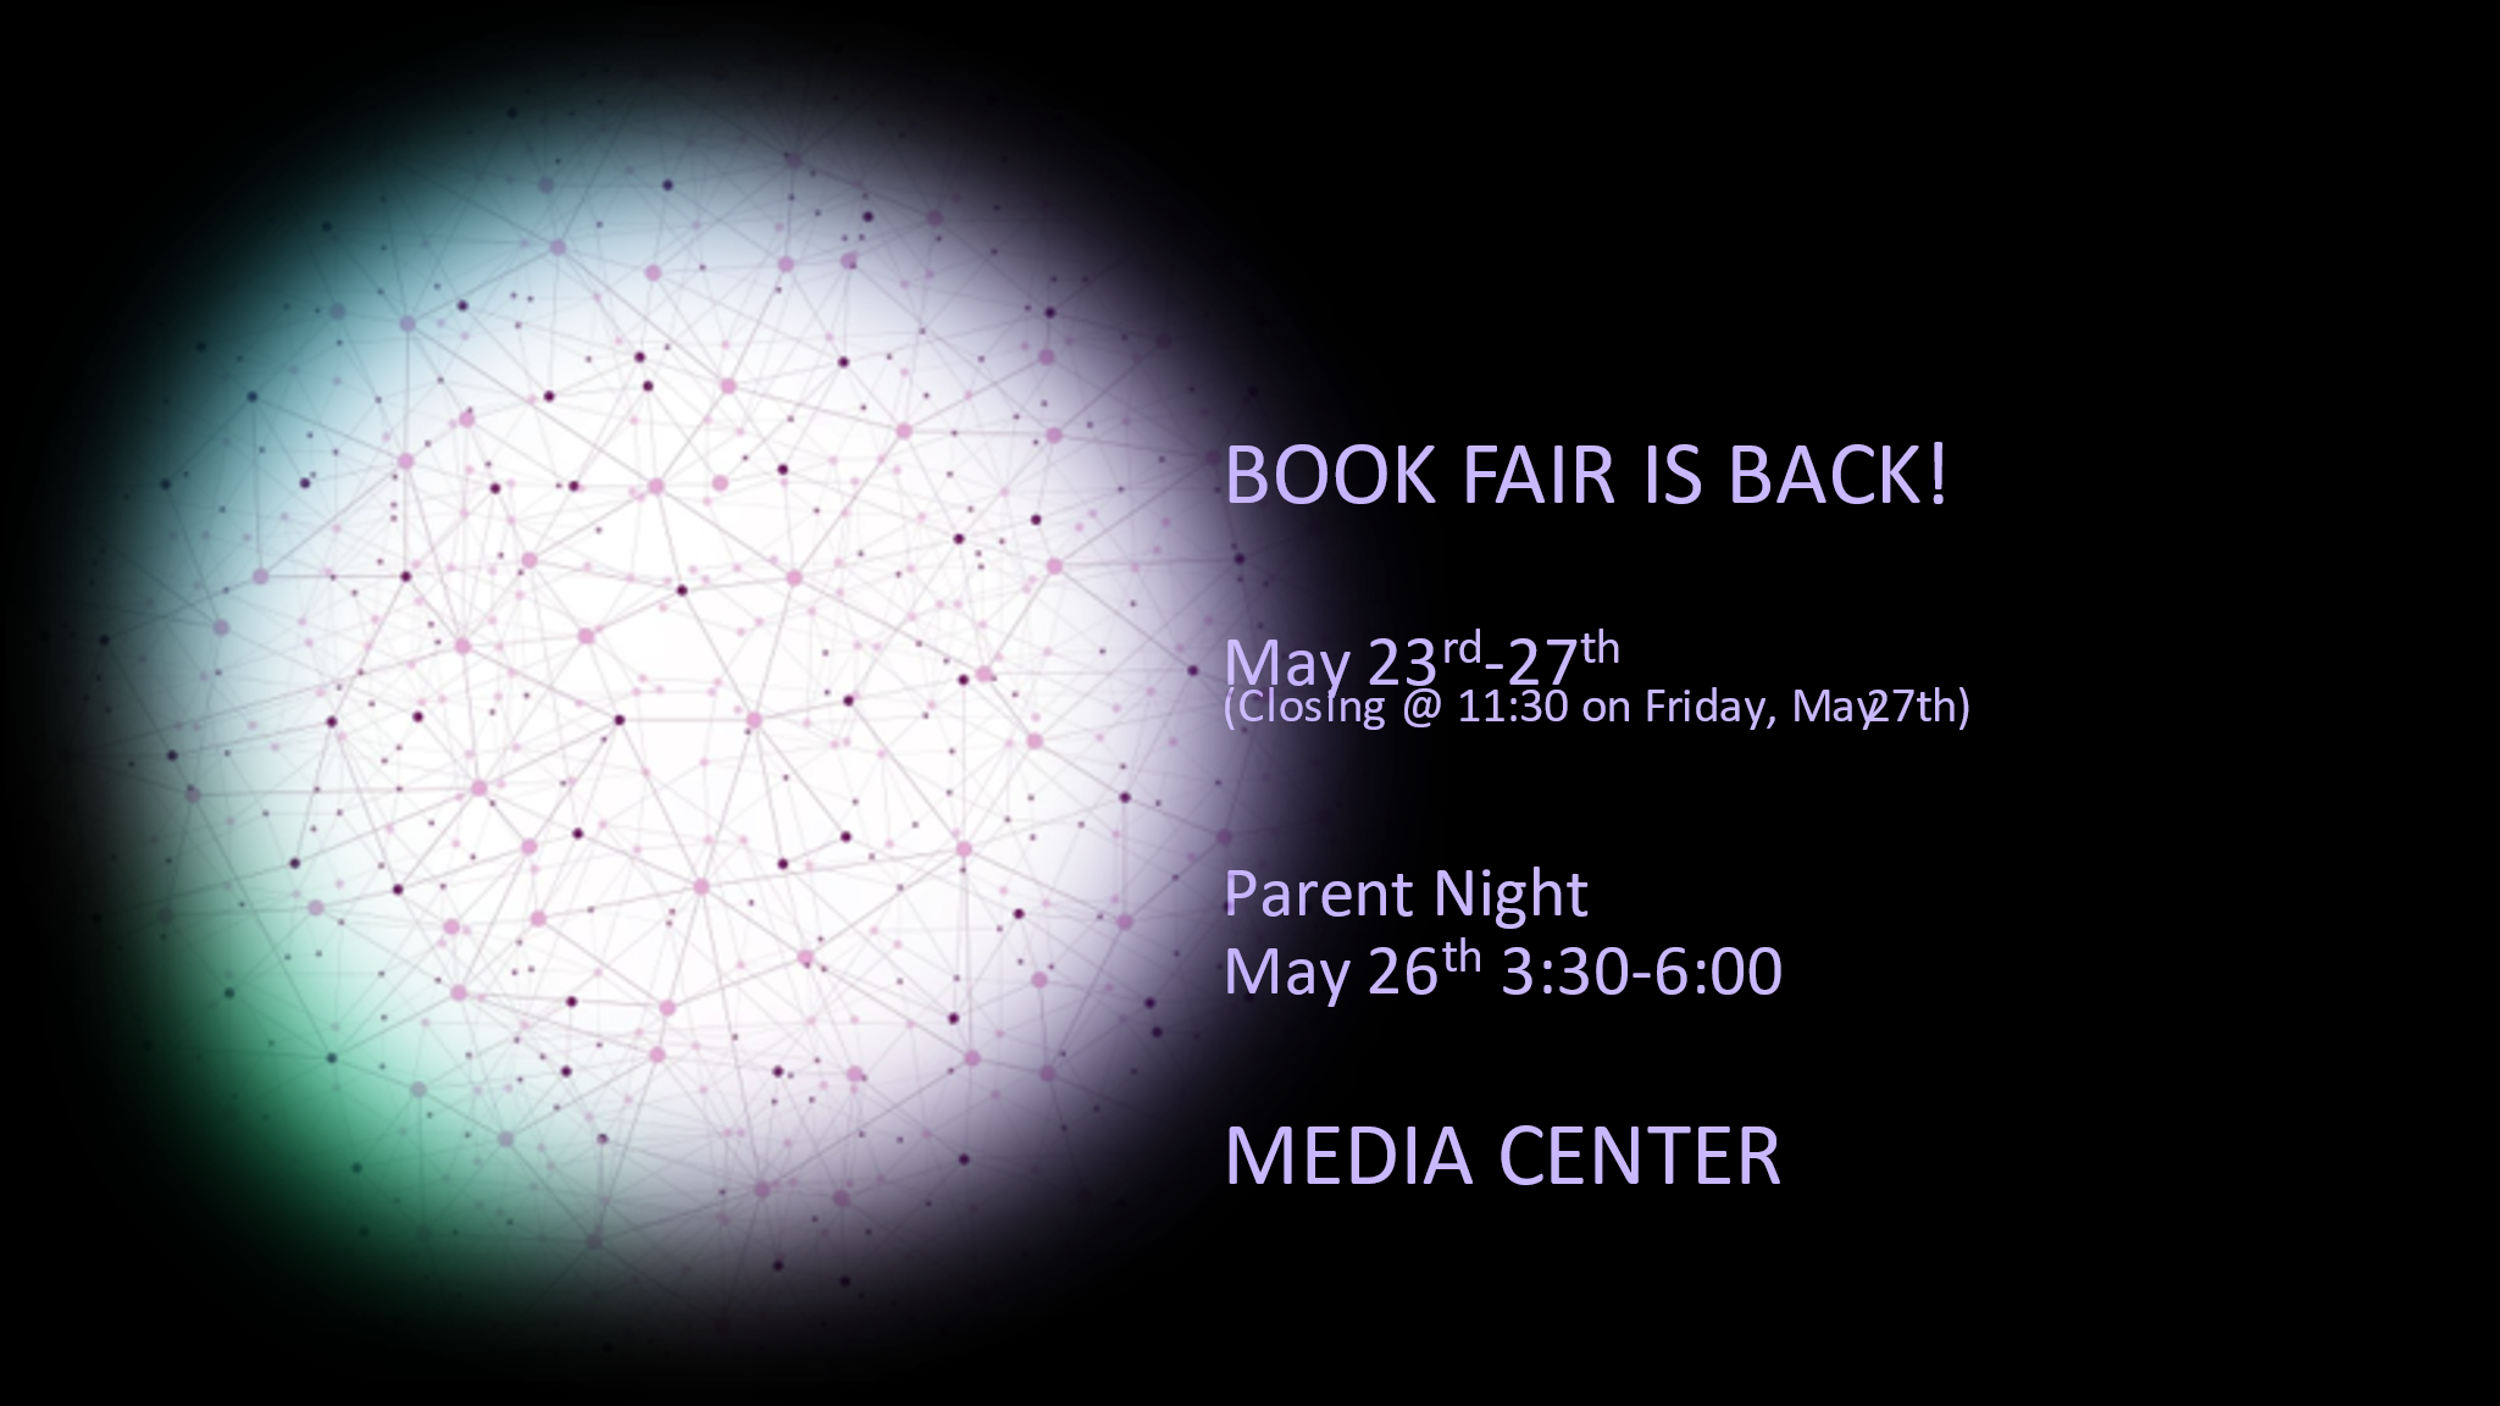 BOOK FAIR IS BACK!
May 23rd-27th
(Closing @ 11:30 on Friday, May 27th)
Parent Night
May 26th 3:30-6:00
MEDIA CENTER